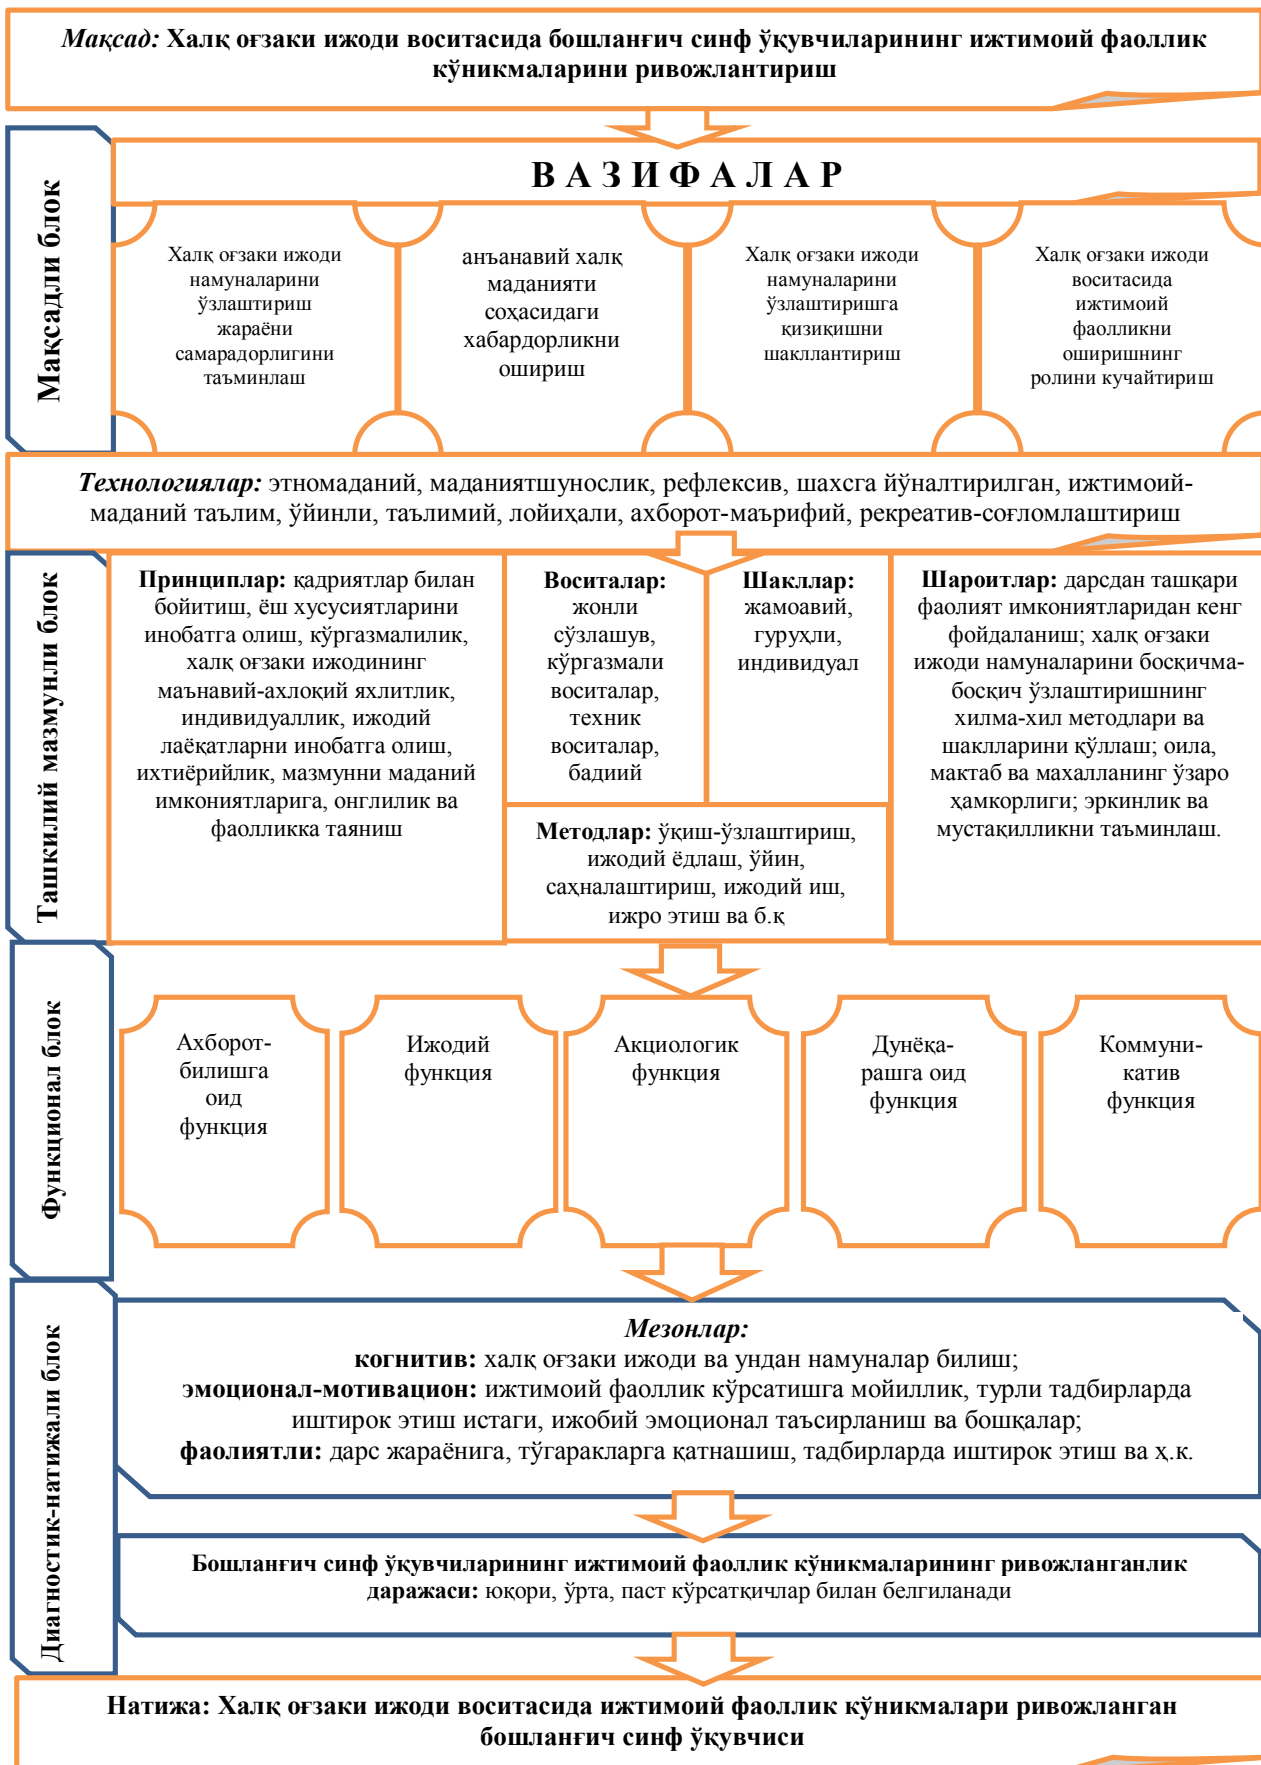 Мақсад: Халқ оғзаки ижоди воситасида бошланғич синф ўқувчиларининг ижтимоий фаоллик
кўникмаларини ривожлантириш
Мақсадли блок
В А З И Ф А Л А Р
Халқ оғзаки ижоди
намуналарини
ўзлаштириш
жараёни
самарадорлигини
таъминлаш
анъанавий халқ
маданияти
соҳасидаги
хабардорликни
ошириш
Халқ оғзаки ижоди
намуналарини
ўзлаштиришга
қизиқишни
шакллантириш
Халқ оғзаки ижоди
воситасида
ижтимоий
фаолликни
оширишнинг
ролини кучайтириш
Технологиялар: этномаданий, маданиятшунослик, рефлексив, шахсга йўналтирилган, ижтимоий-
маданий таълим, ўйинли, таълимий, лойиҳали, ахборот-маърифий, рекреатив-соғломлаштириш
Ташкилий мазмунли блок
Принциплар: қадриятлар билан
бойитиш, ёш хусусиятларини
инобатга олиш, кўргазмалилик,
халқ оғзаки ижодининг
маънавий-ахлоқий яхлитлик,
индивидуаллик, ижодий
лаёқатларни инобатга олиш,
ихтиёрийлик, мазмунни маданий
имкониятларига, онглилик ва
фаолликка таяниш
Воситалар:
жонли
сўзлашув,
кўргазмали
воситалар,
техник
воситалар,
бадиий
Шакллар:
жамоавий,
гуруҳли,
индивидуал
Методлар: ўқиш-ўзлаштириш,
ижодий ёдлаш, ўйин,
саҳналаштириш, ижодий иш,
ижро этиш ва б.қ
Шароитлар: дарсдан ташқари
фаолият имкониятларидан кенг
фойдаланиш; халқ оғзаки
ижоди намуналарини босқичма-
босқич ўзлаштиришнинг
хилма-хил методлари ва
шаклларини қўллаш; оила,
мактаб ва махалланинг ўзаро
ҳамкорлиги; эркинлик ва
мустақилликни таъминлаш.
Функционал блок
Ахборот-
билишга
оид
функция
Ижодий
функция
Акциологик
функция
Дунёқа-
рашга оид
функция
Коммуни-
катив
функция
Диагностик-натижали блок
Мезонлар:
когнитив: халқ оғзаки ижоди ва ундан намуналар билиш;
эмоционал-мотивацион: ижтимоий фаоллик кўрсатишга мойиллик, турли тадбирларда
иштирок этиш истаги, ижобий эмоционал таъсирланиш ва бошқалар;
фаолиятли: дарс жараёнига, тўгаракларга қатнашиш, тадбирларда иштирок этиш ва ҳ.к.
Бошланғич синф ўқувчиларининг ижтимоий фаоллик кўникмаларининг ривожланганлик
даражаси: юқори, ўрта, паст кўрсаткичлар билан белгиланади
Натижа: Халқ оғзаки ижоди воситасида ижтимоий фаоллик кўникмалари ривожланган
бошланғич синф ўқувчиси